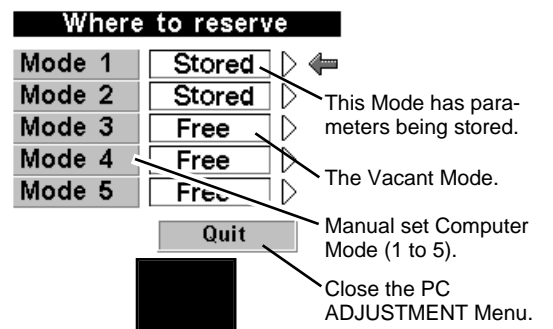 Where to reserve
Mode 1 Stored
Mode 2 Stored
Mode 3 Free
Mode 4 Free
Mode 5 Free
Quit
This Mode has para-
meters being stored.
The Vacant Mode.
Manual set Computer
Mode (1 to 5).
Close the PC
ADJUSTMENT Menu.